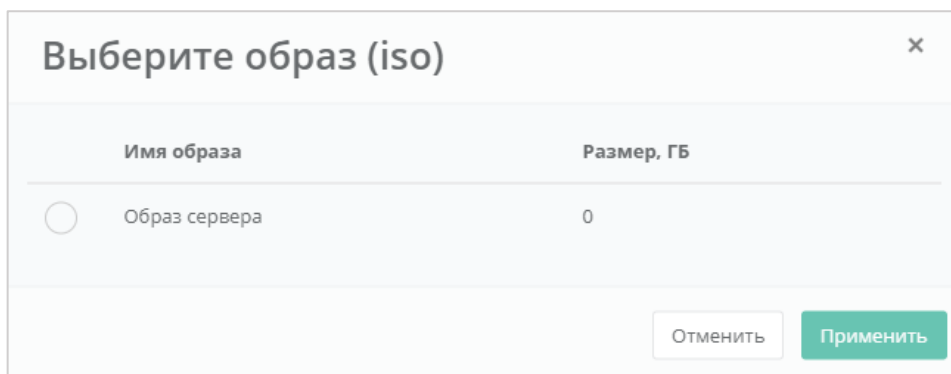 Выберите образ (iso)
×
Имя образа Размер, ГБ
Образ сервера 0
Отменить Применить